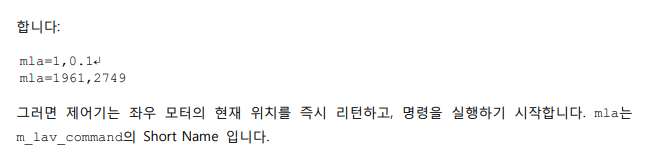 합니다:
mla=1,0.1↵
mla=1961,2749
그러면 제어기는 좌우 모터의 현재 위치를 즉시 리턴하고, 명령을 실행하기 시작합니다. mla는
m_lav_command의 Short Name 입니다.